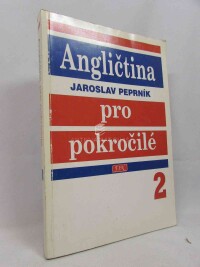 Angličtina
JAROSLAV PEPRNÍK
pro
pokročilé
2